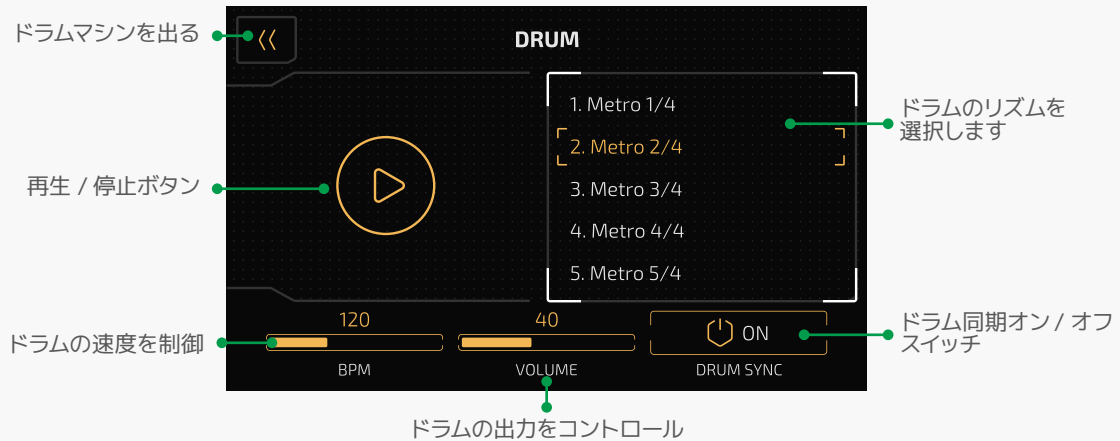 ドラムマシンを出る
DRUM
1. Metro 1/4
2. Metro 2/4
3. Metro 3/4
4. Metro 4/4
5. Metro 5/4
ドラムのリズムを
選択します
再生 / 停止ボタン
120
40
ON
BPM
VOLUME
DRUM SYNC
ドラムの速度を制御
ドラム同期オン / オフ
スイッチ
ドラムの出力をコントロール